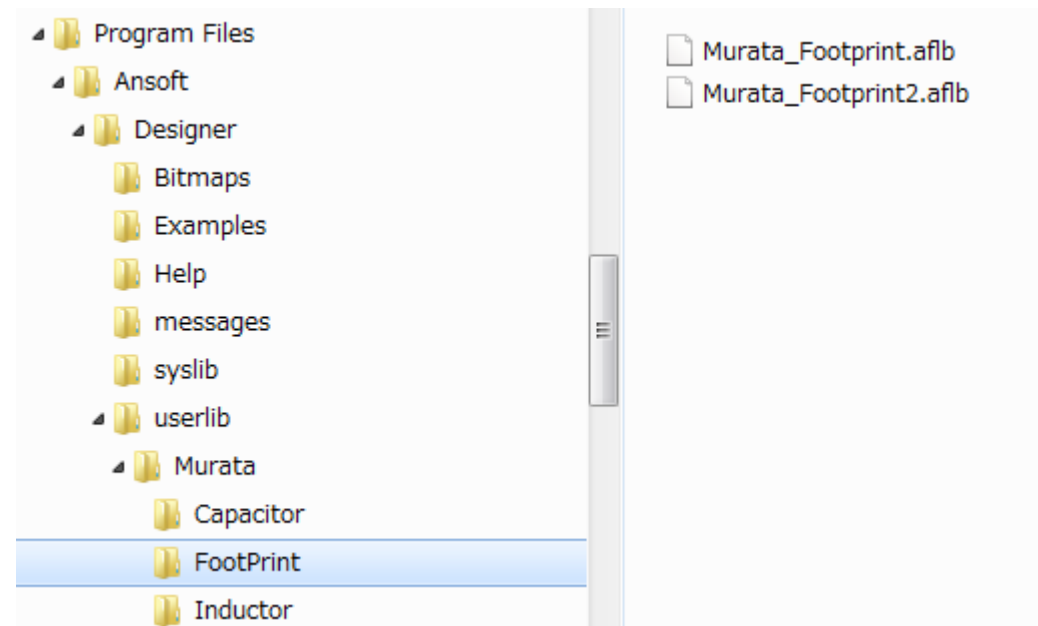 Program Files
Ansoft
Designer
Bitmaps
Examples
Help
messages
syslib
userlib
Murata
Capacitor
FootPrint
Inductor
Murata_Footprint.aflb
Murata_Footprint2.aflb